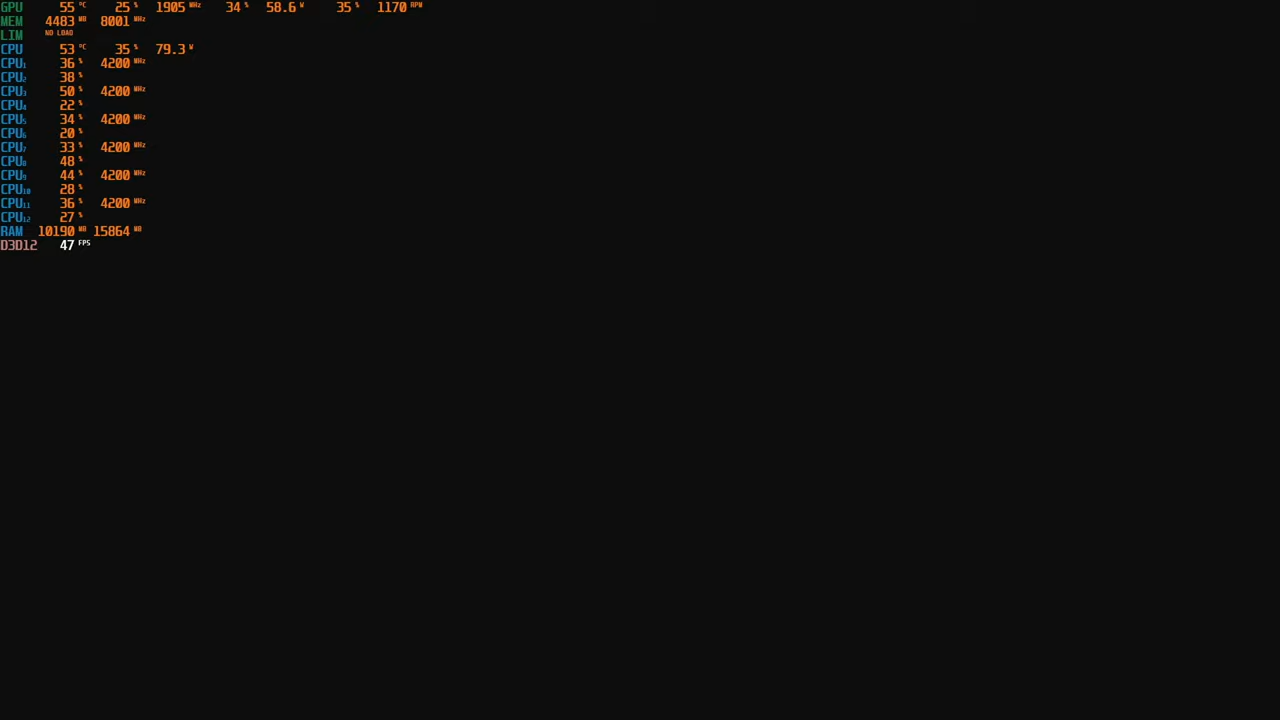 GPU 55 °C 25 % 1905 MHz 34 % 58.6 W 35 % 1170 RPM
MEM 4483 MB 8001 MHz
LIM NO LOAD
CPU 53 °C 35 % 79.3 W
CPU1 36 % 4200 MHz
CPU2 38 %
CPU3 50 % 4200 MHz
CPU4 22 %
CPU5 34 % 4200 MHz
CPU6 20 %
CPU7 33 % 4200 MHz
CPU8 48 %
CPU9 44 % 4200 MHz
CPU10 28 %
CPU11 36 % 4200 MHz
CPU12 27 %
RAM 10190 MB 15864 MB
D3D12 47 FPS